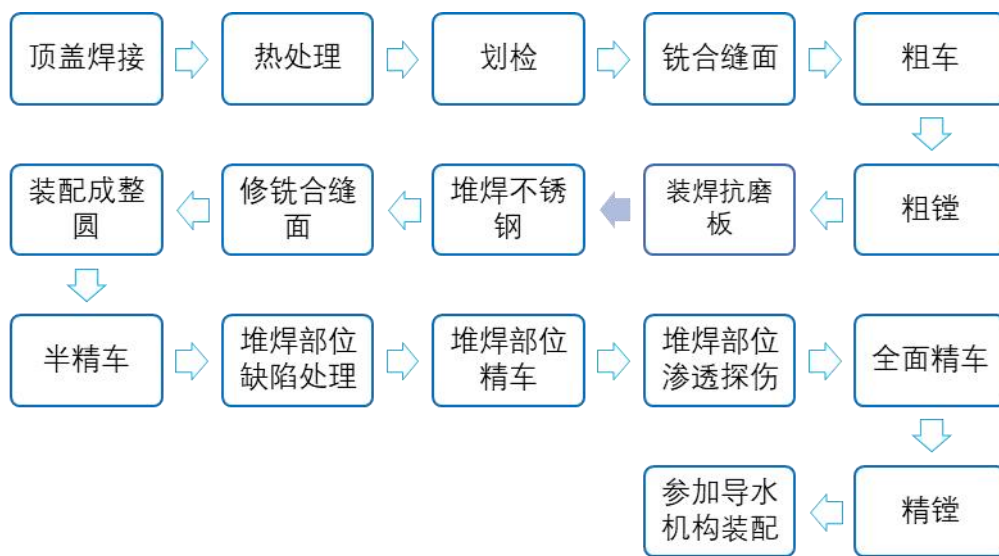 顶盖焊接
热处理
划检
铣合缝面
粗车
装配成整
圆
修铣合缝
面
堆焊不锈
钢
装焊抗磨
板
粗镗
半精车
堆焊部位
缺陷处理
堆焊部位
精车
堆焊部位
渗透探伤
全面精车
参加导水
机构装配
精镗